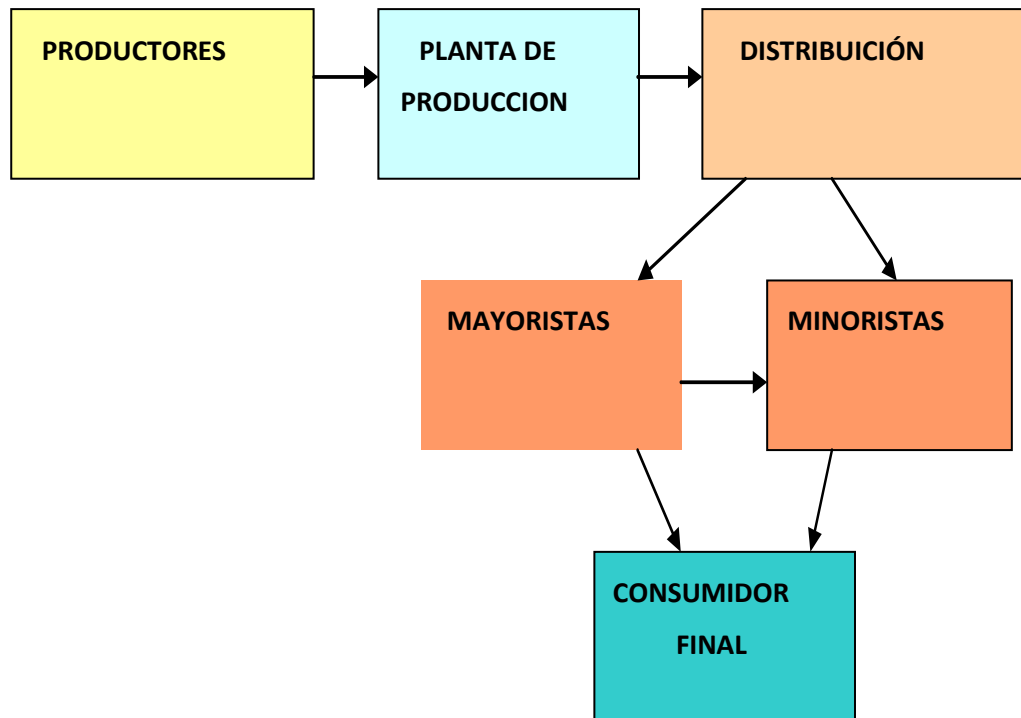 PRODUCTORES
PLANTA DE
PRODUCCION
DISTRIBUICIÓN
MAYORISTAS
MINORISTAS
CONSUMIDOR
FINAL